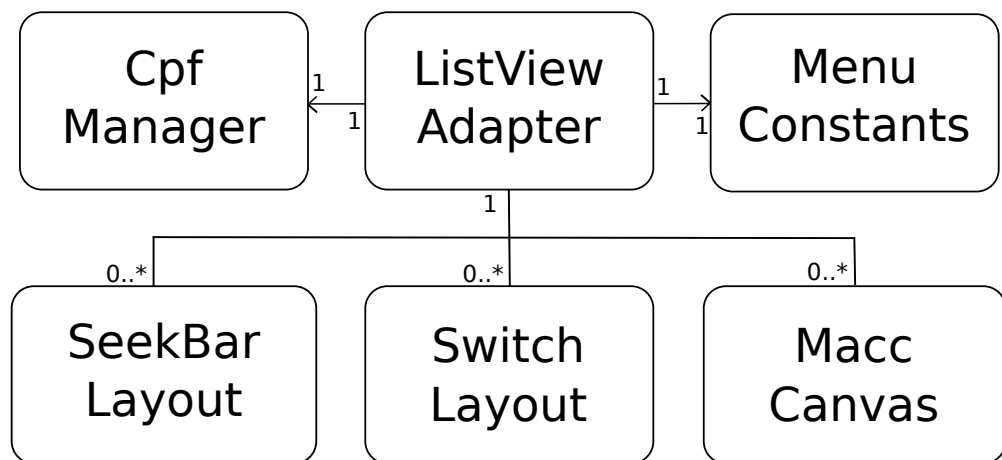 Cpf
Manager
ListView
Adapter
Menu
Constants
1
1
1
1
1
0..*
0..*
0..*
SeekBar
Layout
Switch
Layout
Macc
Canvas